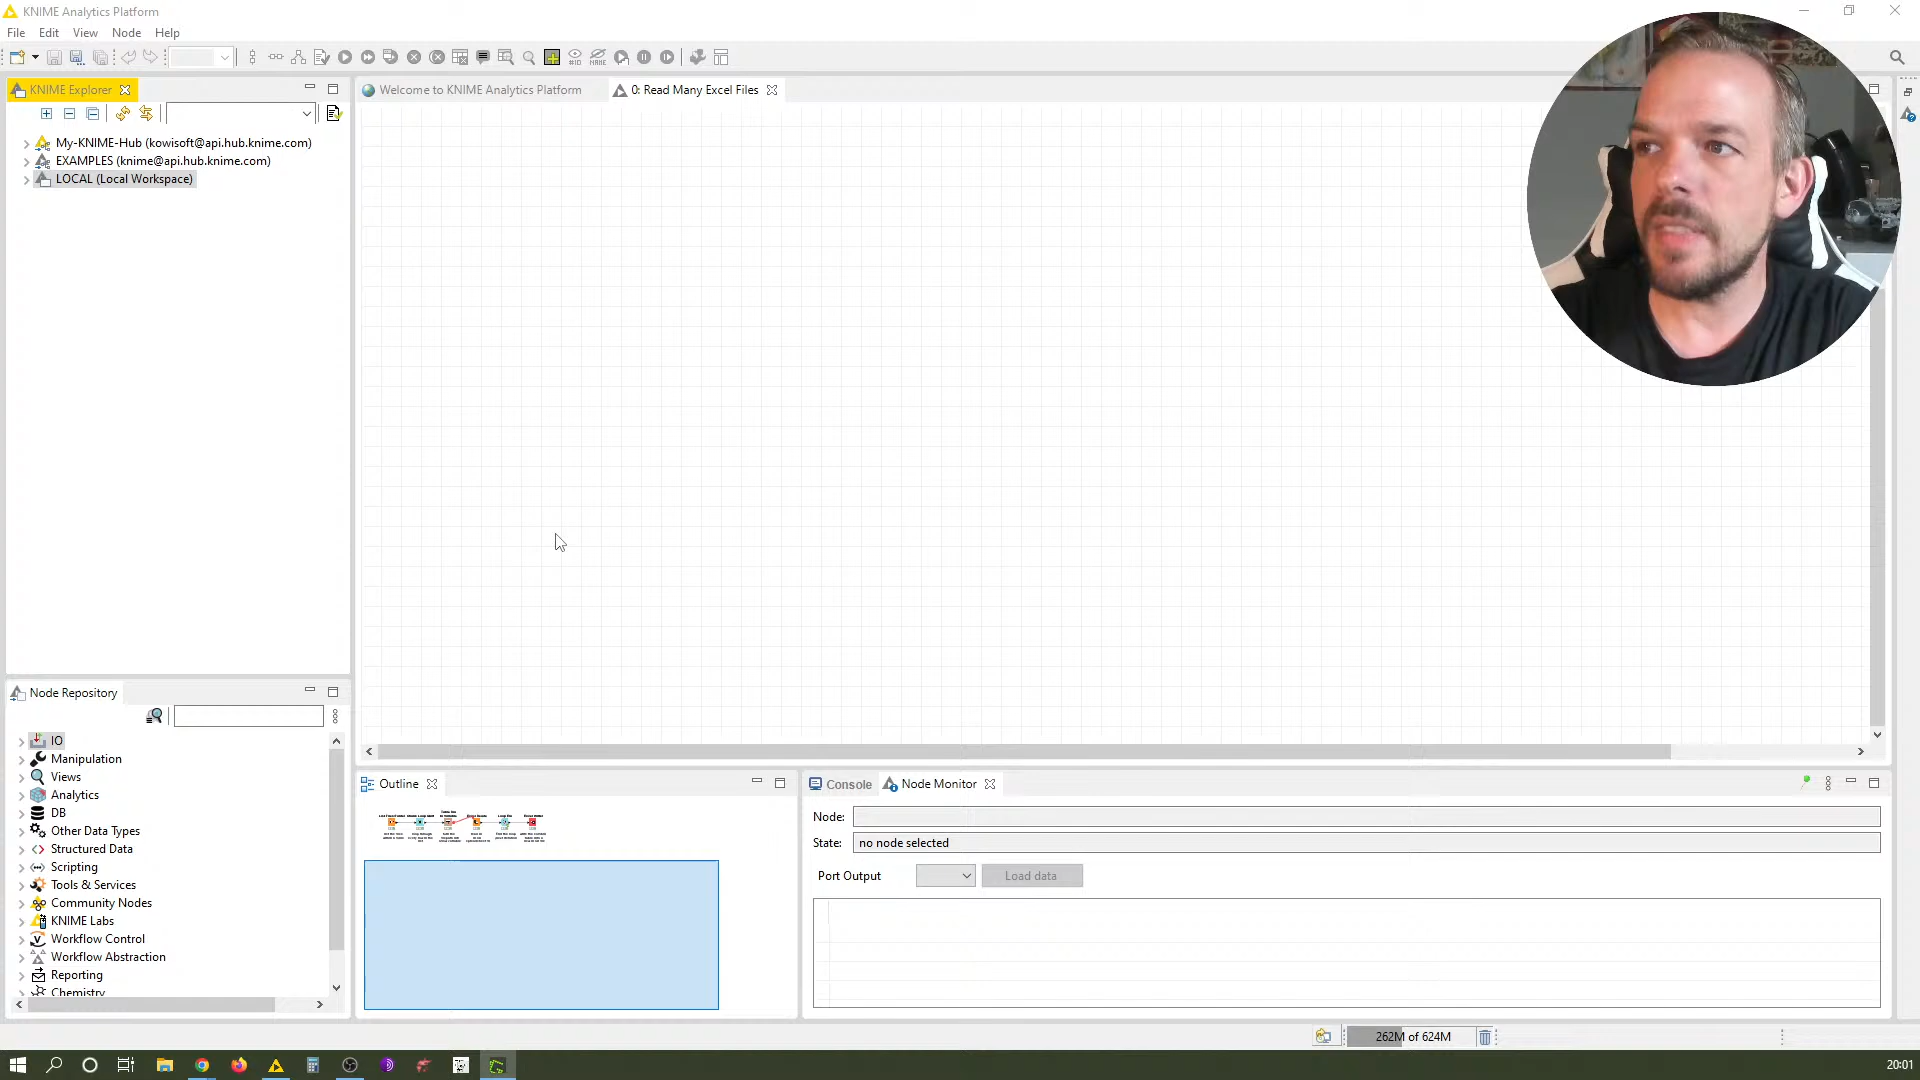 KNIME Analytics Platform
File Edit View Node Help
KNIME Explorer
Welcome to KNIME Analytics Platform
0: Read Many Excel Files
My-KNIME-Hub (kowisoft@api.hub.knime.com)
EXAMPLES (knime@api.hub.knime.com)
LOCAL (Local Workspace)
Node Repository
IO
Manipulation
Views
Analytics
DB
Other Data Types
Structured Data
Scripting
Tools & Services
Community Nodes
KNIME Labs
Workflow Control
Workflow Abstraction
Reporting
Chemistry
Outline
Console
Node Monitor
Node:
State: no node selected
Port Output
Load data
262M of 624M
20:01